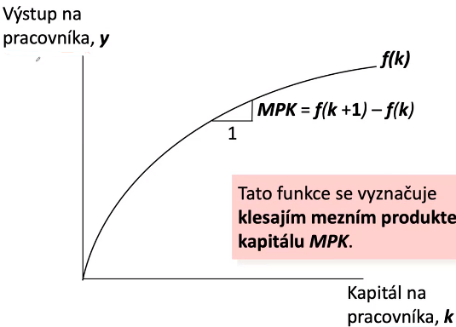 Výstup na
pracovníka, y
f(k)
MPK = f(k +1) – f(k)
1
Tato funkce se vyznačuje
klesajím mezním produkte
kapitálu MPK.
Kapitál na
pracovníka, k